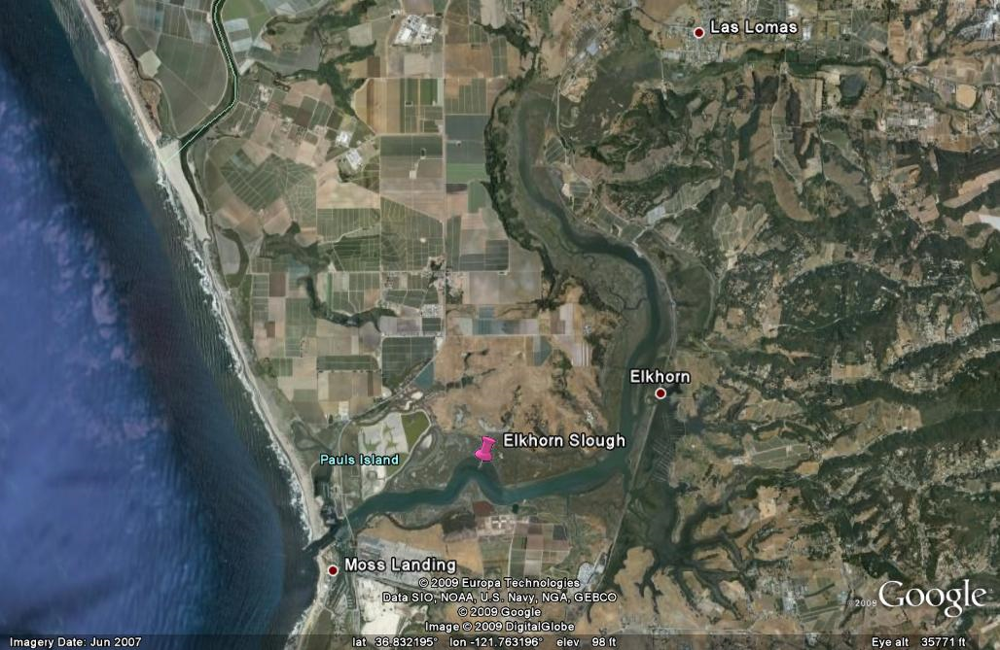 Las Lomas
Elkhorn
Elkhorn Slough
Pauls Island
Moss Landing
© 2009 Europa Technologies
Data SIO, NOAA, U.S. Navy, NGA, GEBCO
© 2009 Google
Image © 2009 DigitalGlobe
©2009 Google
Imagery Date: Jun 2007 lat 36.832195° lon -121.763196° elev 98 ft Eye alt 35771 ft